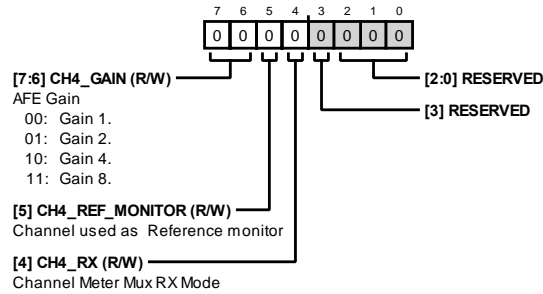 7 6 5 4 3 2 1 0
0 0 0 0 0 0 0 0
[7:6] CH4_GAIN (R/W)
AFE Gain
00: Gain 1.
01: Gain 2.
10: Gain 4.
11: Gain 8.
[5] CH4_REF_MONITOR (R/W)
Channel used as Reference monitor
[4] CH4_RX (R/W)
Channel Meter Mux RX Mode
[2:0] RESERVED
[3] RESERVED